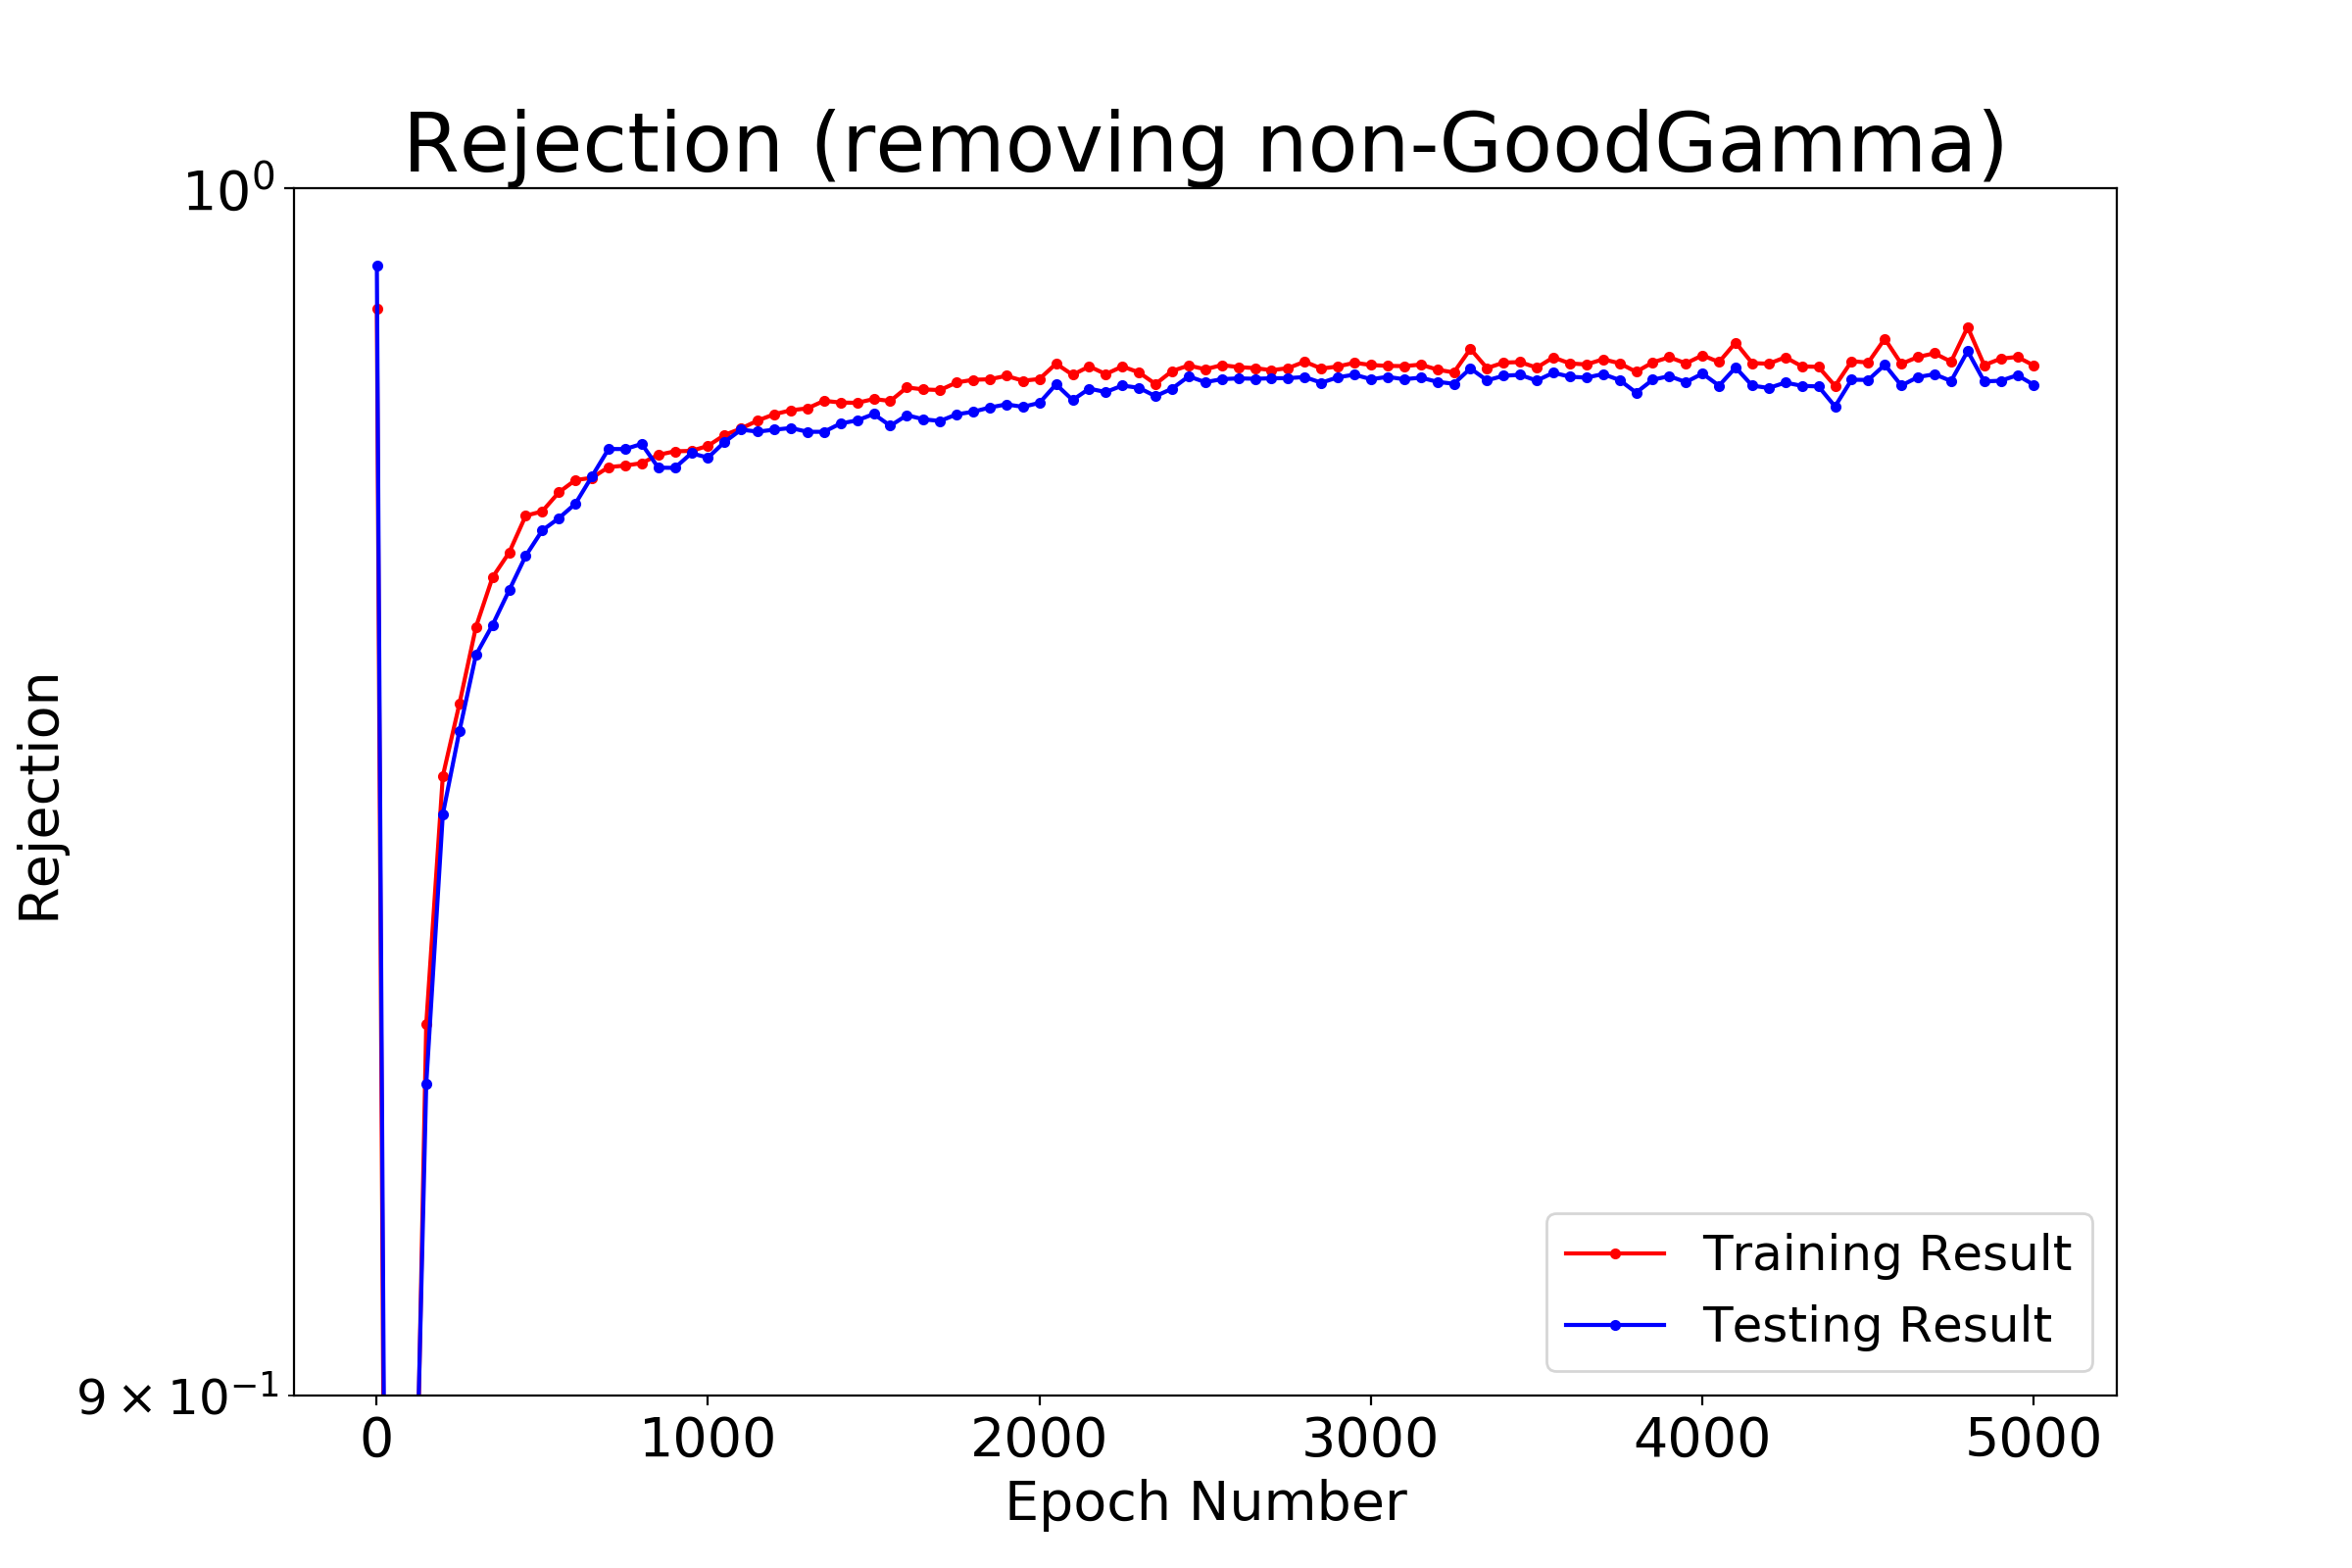 Rejection (removing non-GoodGamma)
10⁰
Rejection
9 × 10⁻¹
Training Result
Testing Result
0 1000 2000 3000 4000 5000
Epoch Number